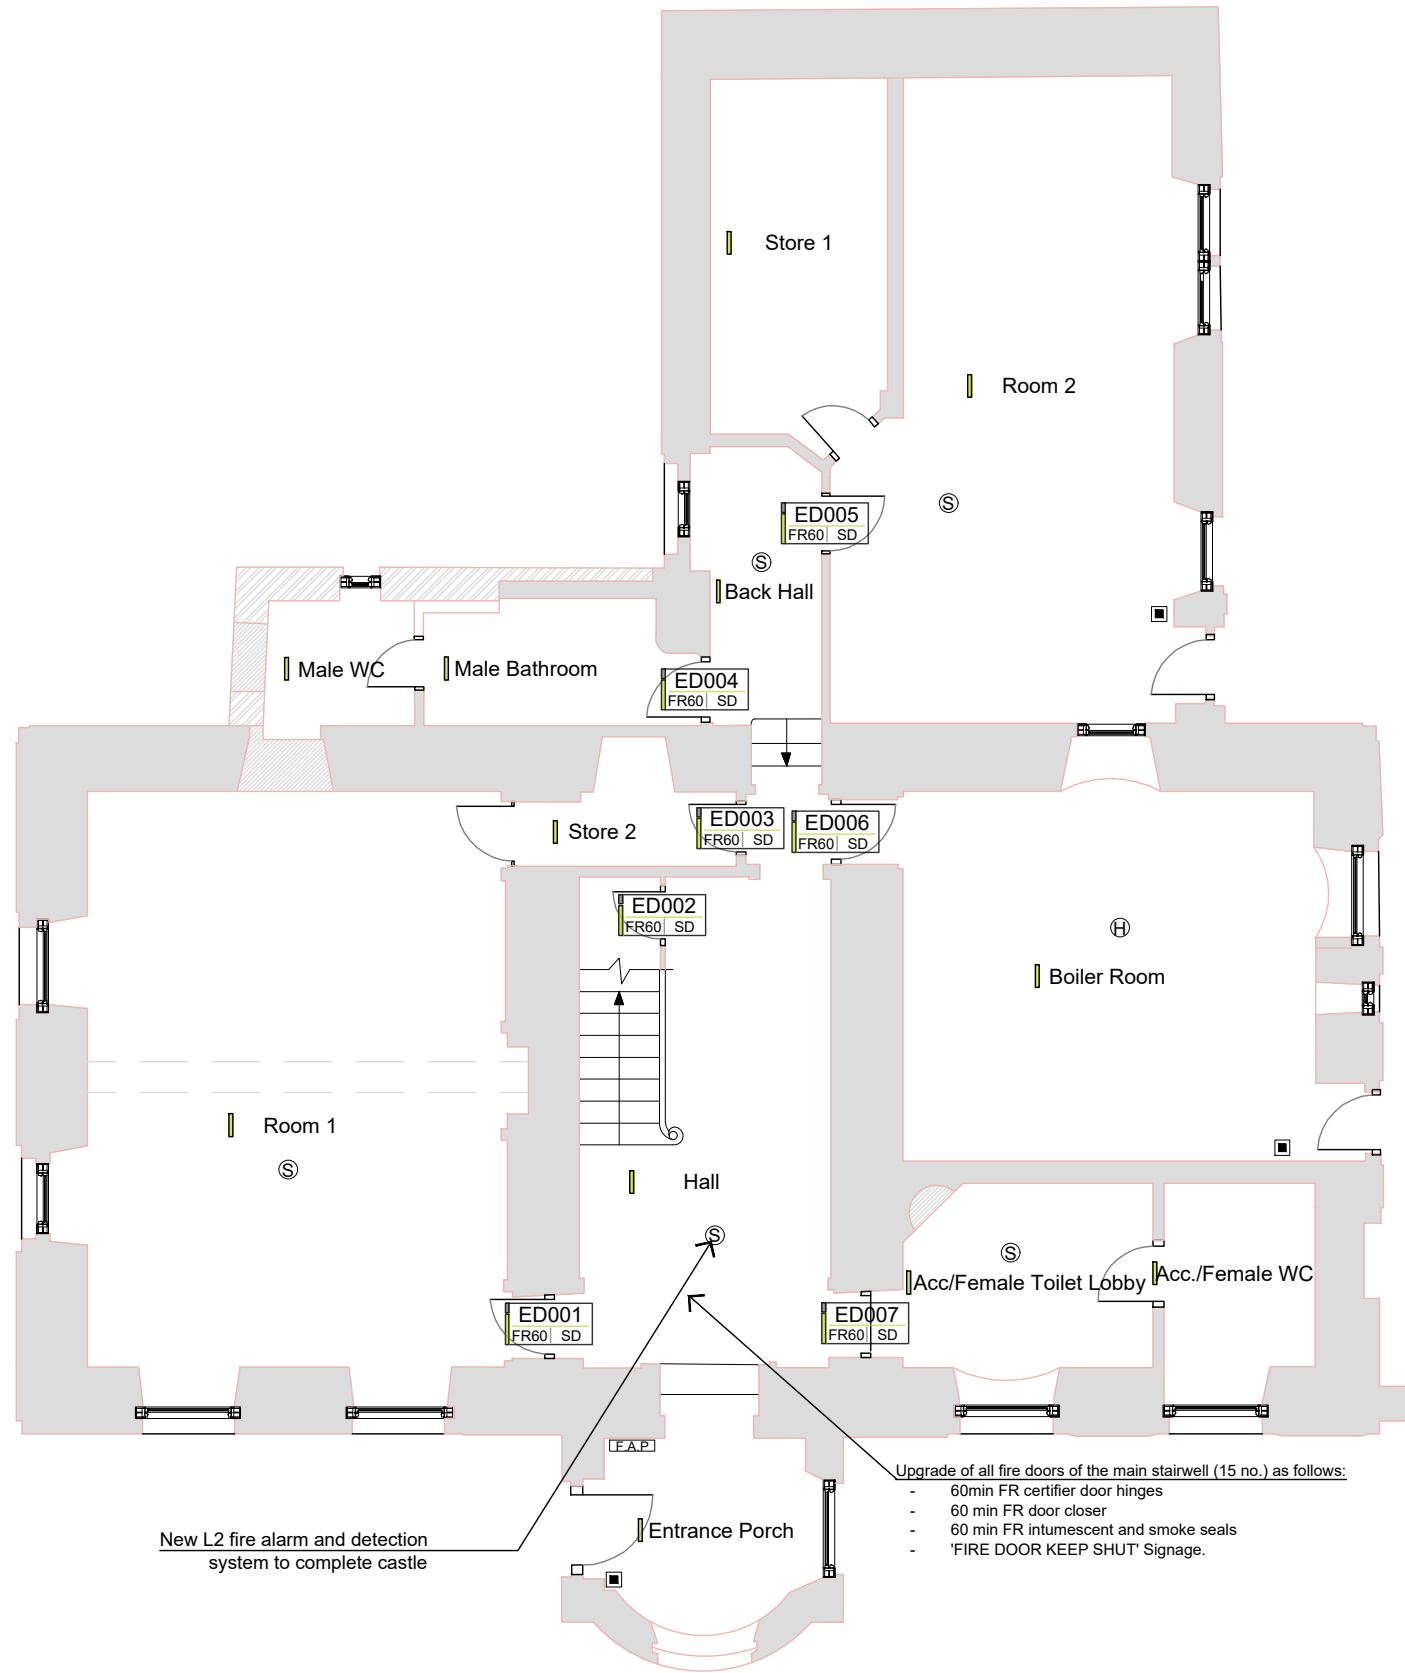 Store 1
Room 2
S
ED005
FR60 SD
S
Back Hall
Male WC
Male Bathroom
ED004
FR60 SD
Store 2
ED003
FR60 SD
ED006
FR60 SD
ED002
FR60 SD
H
Boiler Room
Room 1
S
Hall
S
S
Acc/Female Toilet Lobby
Acc./Female WC
ED001
FR60 SD
ED007
FR60 SD
F.A.P
Entrance Porch
New L2 fire alarm and detection
system to complete castle
Upgrade of all fire doors of the main stairwell (15 no.) as follows:
- 60min FR certifier door hinges
- 60 min FR door closer
- 60 min FR intumescent and smoke seals
- 'FIRE DOOR KEEP SHUT' Signage.